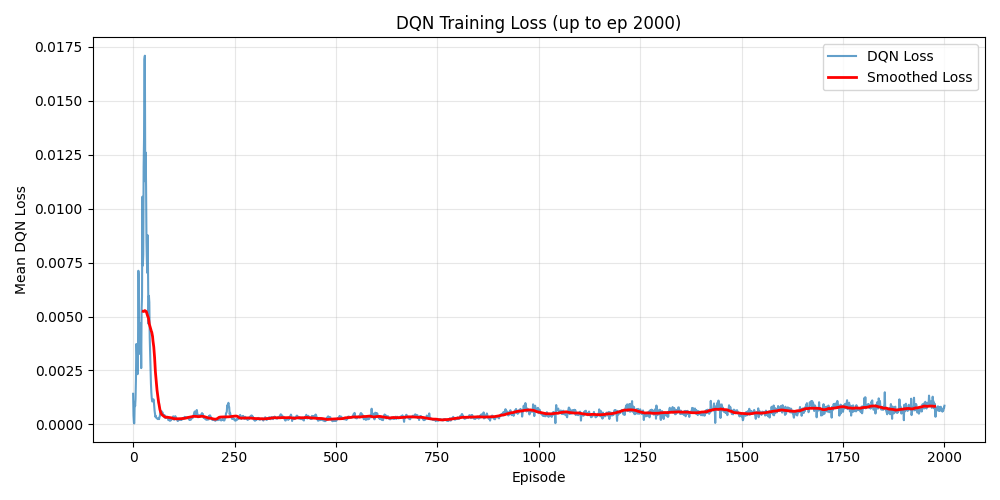 DQN Training Loss (up to ep 2000)
DQN Loss
Smoothed Loss
Mean DQN Loss
0.0175
0.0150
0.0125
0.0100
0.0075
0.0050
0.0025
0.0000
0 250 500 750 1000 1250 1500 1750 2000
Episode